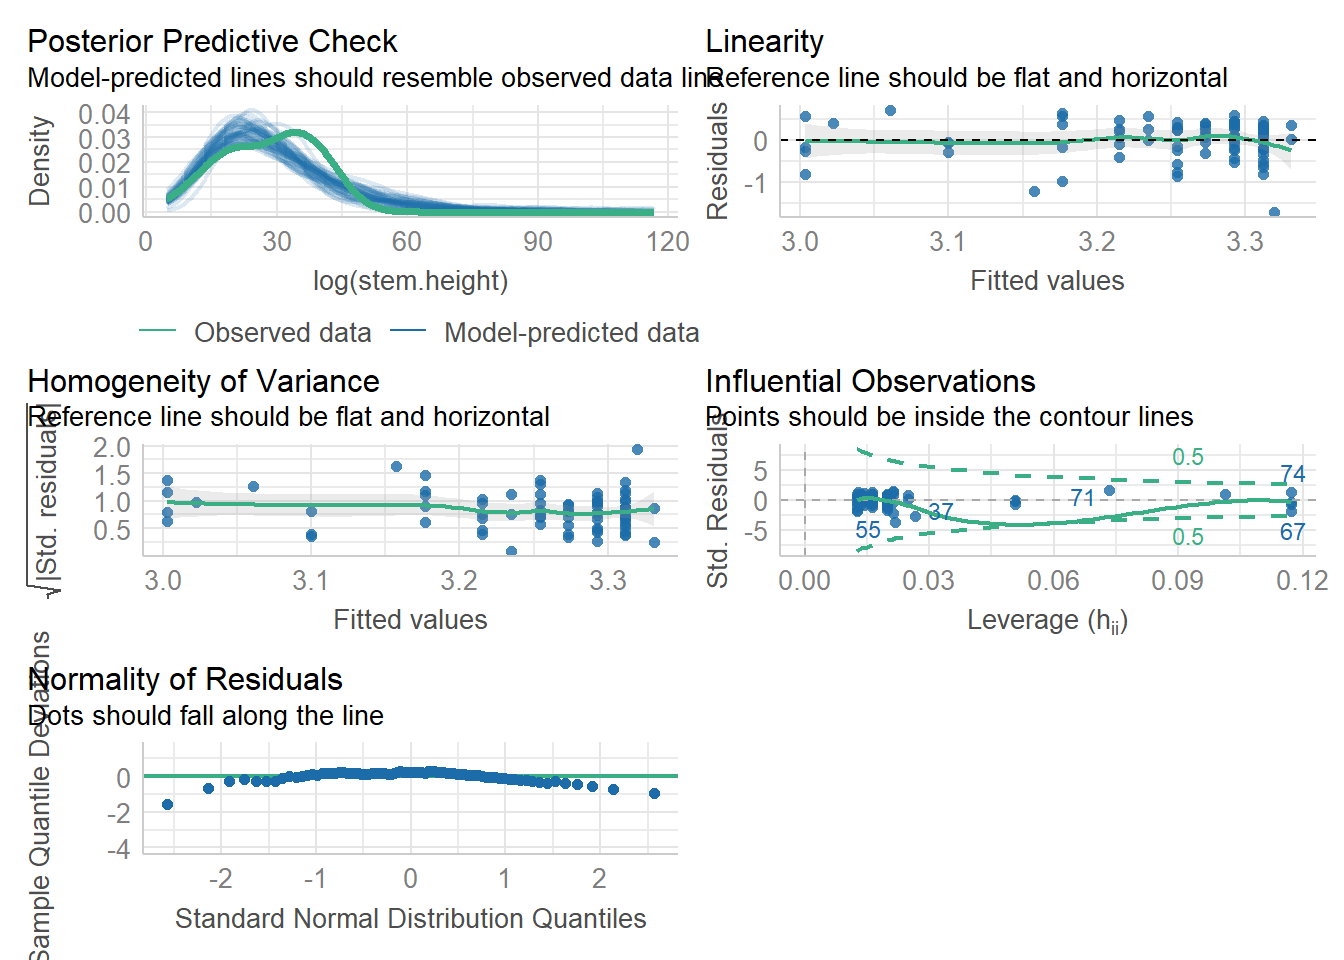 Posterior Predictive Check
Model-predicted lines should resemble observed data line
Density
0.04
0.03
0.02
0.01
0.00
0 30 60 90 120
log(stem.height)
Observed data Model-predicted data
Linearity
Reference line should be flat and horizontal
Residuals
0
-1
3.0 3.1 3.2 3.3
Fitted values
Homogeneity of Variance
Reference line should be flat and horizontal
√|Std. residuals|
2.0
1.5
1.0
0.5
3.0 3.1 3.2 3.3
Fitted values
Influential Observations
Points should be inside the contour lines
Std. Residuals
5
0
-5
0.5
74
71
37
55
0.5
67
0.00 0.03 0.06 0.09 0.12
Leverage (hii)
Normality of Residuals
Dots should fall along the line
Sample Quantile Deviations
0
-2
-4
-2 -1 0 1 2
Standard Normal Distribution Quantiles